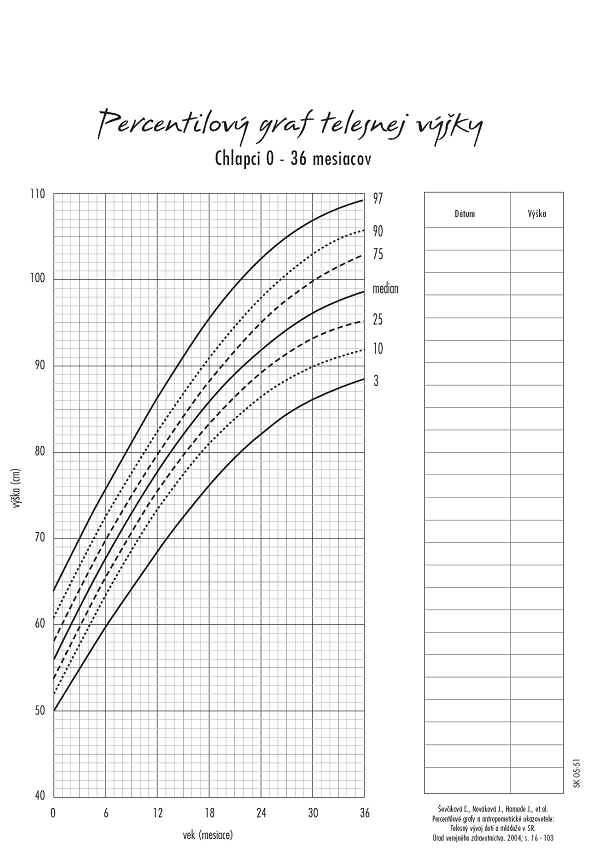 Percentilový graf telesnej výšky
Chlapci 0 - 36 mesiacov
110
100
90
80
70
60
50
40
výška (cm)
97
90
75
median
25
10
3
0 6 12 18 24 30 36
vek (mesiace)
Dátum Výška
SK 05-51
Ševčíková Ľ., Nováková J., Hamade J., et al.
Percentilové grafy a antropometrické ukazovatele:
Telesný vývoj detí a mládeže v SR.
Úrad verejného zdravotníctva. 2004; s. 16 - 103